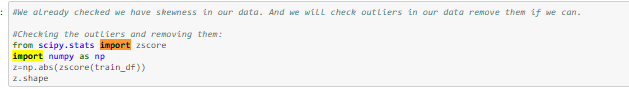 : #We already checked we have skewness in our data. And we will check outliers in our data remove them if we can.
#Checking the outliers and removing them:
from scipy.stats import zscore
import numpy as np
z=np.abs(zscore(train_df))
z.shape